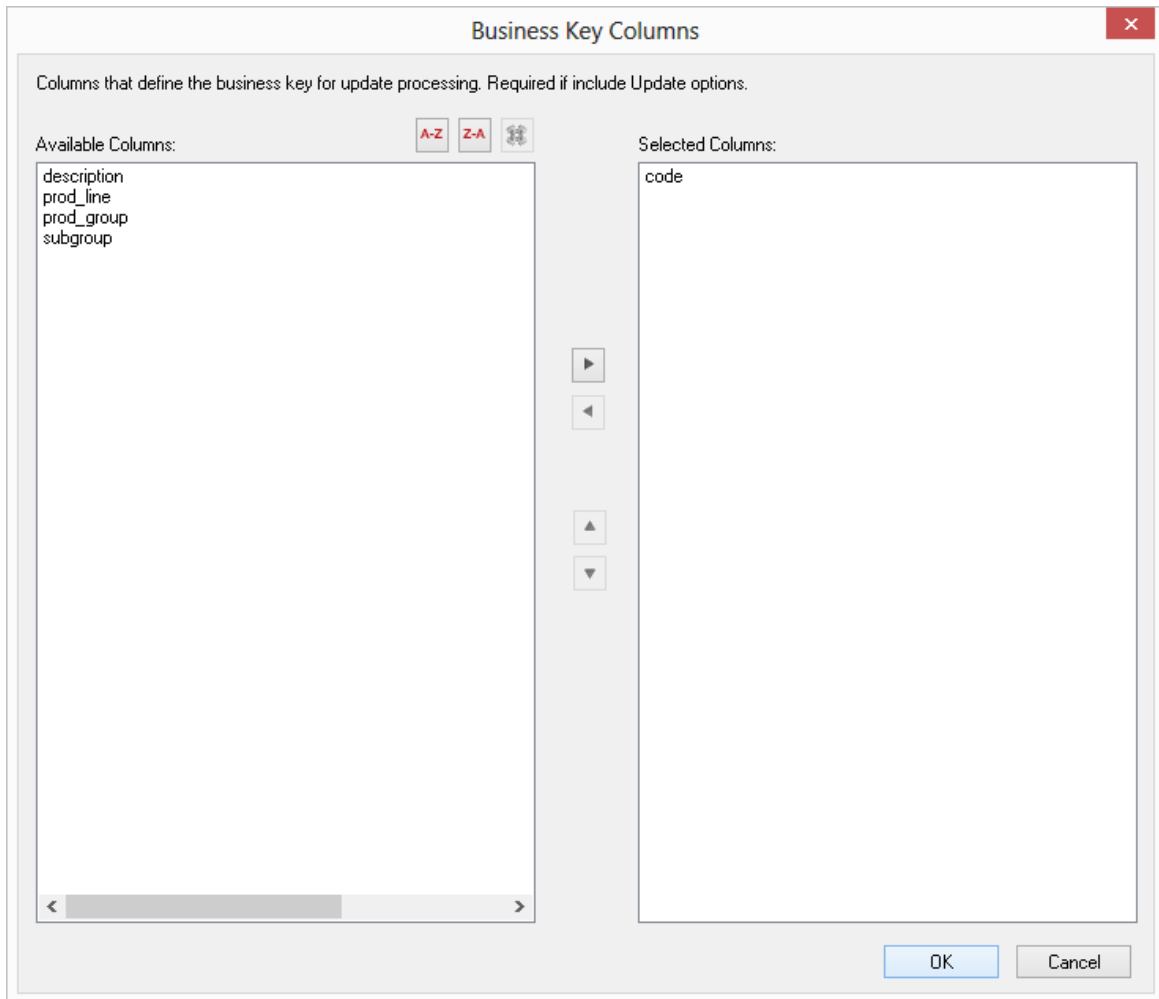 Business Key Columns
Columns that define the business key for update processing. Required if include Update options.
Available Columns:
A-Z
Z-A
Selected Columns:
description
prod_line
prod_group
subgroup
code
OK
Cancel